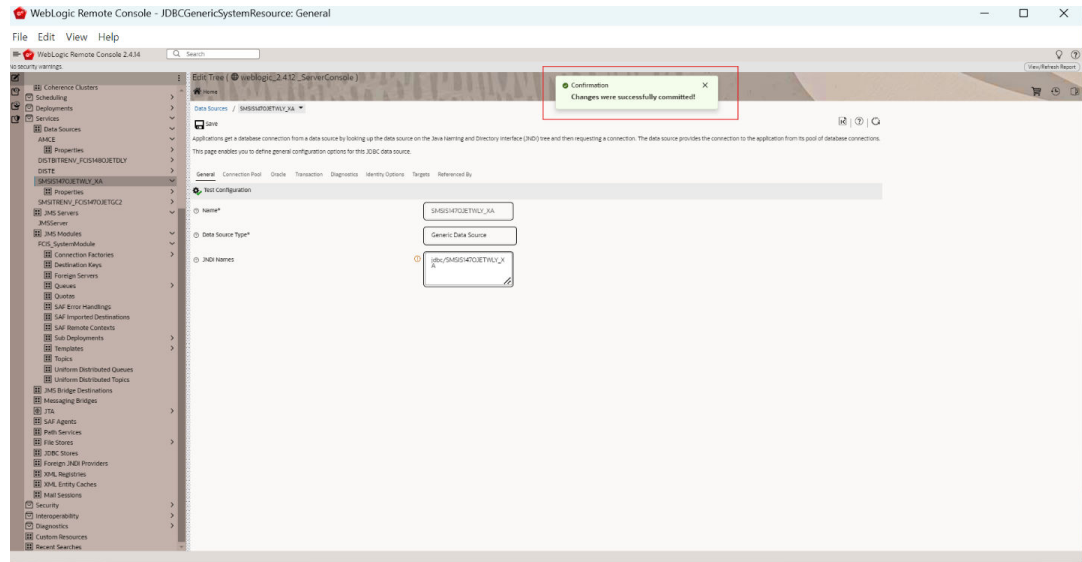 WebLogic Remote Console - JDBCGenericSystemResource: General
File Edit View Help
WebLogic Remote Console 2.4.14
Search
No security warnings.
View/Refresh Report
Edit Tree ( weblogic_2.4.12:_ServerConsole )
Home
Confirmation
Changes were successfully committed!
Coherence Clusters
Scheduling
Deployments
Services
Data Sources
AMCE
Properties
DISTBITRENV_FCIS1480JETDLY
DISTE
SMSIS1470JETWLY_XA
Properties
SMSITRENV_FCIS1470JETGC2
JMS Servers
JMSServer
JMS Modules
FCIS_SystemModule
Connection Factories
Destination Keys
Foreign Servers
Queues
Quotas
SAF Error Handlings
SAF Imported Destinations
SAF Remote Contexts
Sub Deployments
Templates
Topics
Uniform Distributed Queues
Uniform Distributed Topics
JMS Bridge Destinations
Messaging Bridges
JTA
SAF Agents
Path Services
File Stores
JDBC Stores
Foreign JNDI Providers
XML Registries
XML Entity Caches
Mail Sessions
Security
Interoperability
Diagnostics
Custom Resources
Recent Searches
Data Sources / SMSIS1470JETWLY_XA
Save
Applications get a database connection from a data source by looking up the data source on the Java Naming and Directory Interface (JNDI) tree and then requesting a connection. The data source provides the connection to the application from its pool of database connections.
This page enables you to define general configuration options for this JDBC data source.
General Connection Pool Oracle Transaction Diagnostics Identity Options Targets Referenced By
Test Configuration
Name*
SMSIS1470JETWLY_XA
Data Source Type*
Generic Data Source
JNDI Names
jdbc/SMSIS1470JETWLY_X
A